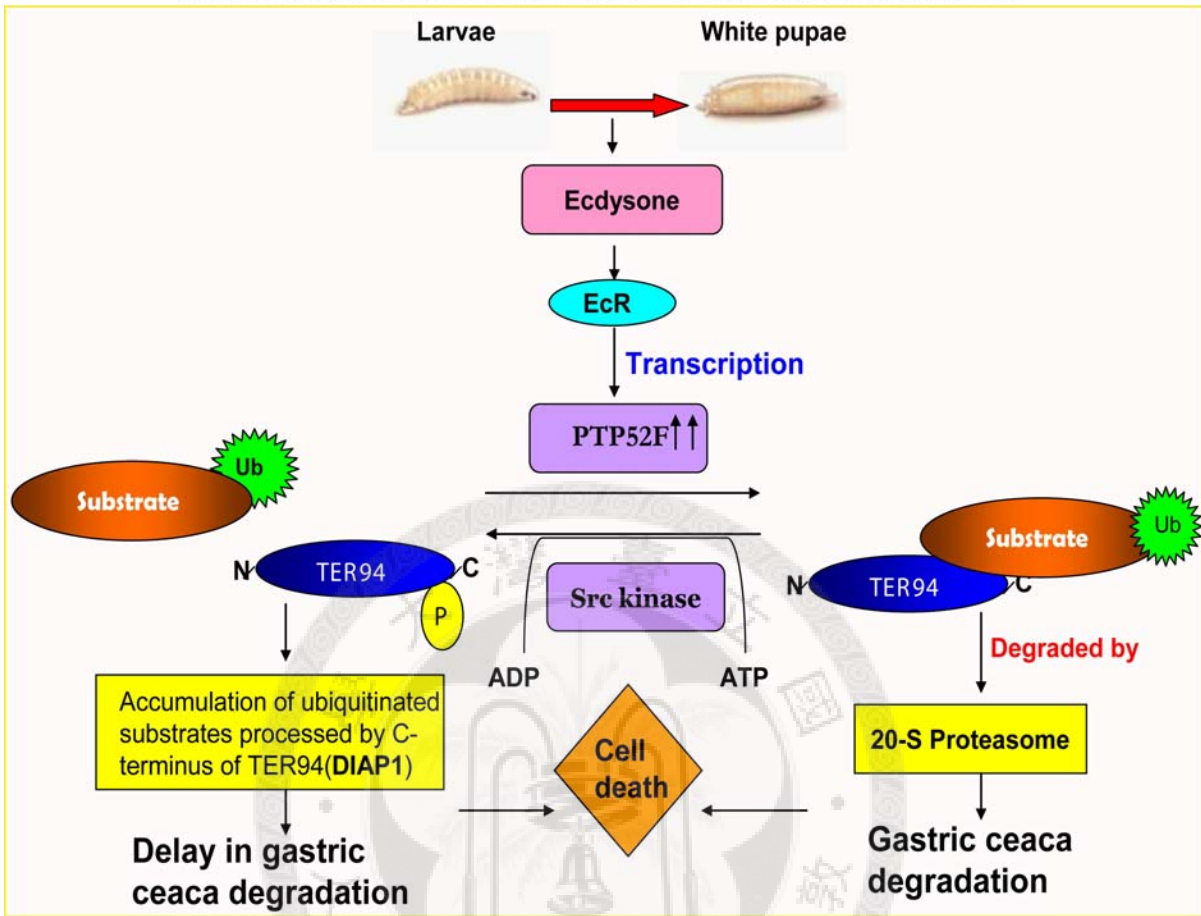 Larvae
White pupae
Ecdysone
EcR
Transcription
PTP52F↑↑
Ub
Substrate
Substrate
Ub
N
TER94
C
P
Src kinase
N
TER94
C
ADP
ATP
Degraded by
Accumulation of ubiquitinated
substrates processed by C-
terminus of TER94(DIAP1)
Cell
death
20-S Proteasome
Delay in gastric
ceaca degradation
Gastric ceaca
degradation